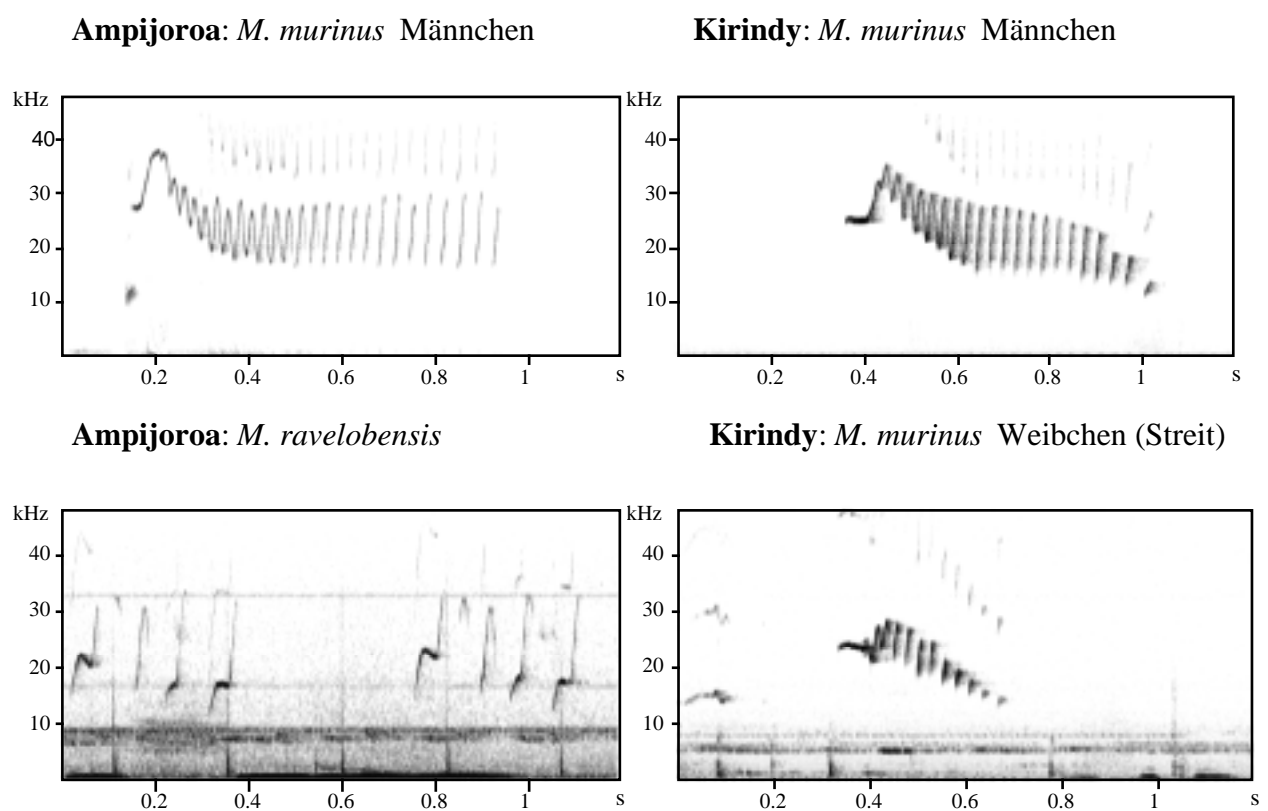 Ampijoroa: M. murinus Männchen
kHz
40
30
20
10
0.2 0.4 0.6 0.8 1 s
Kirindy: M. murinus Männchen
kHz
40
30
20
10
0.2 0.4 0.6 0.8 1 s
Ampijoroa: M. ravelobensis
kHz
40
30
20
10
0.2 0.4 0.6 0.8 1 s
Kirindy: M. murinus Weibchen (Streit)
kHz
40
30
20
10
0.2 0.4 0.6 0.8 1 s